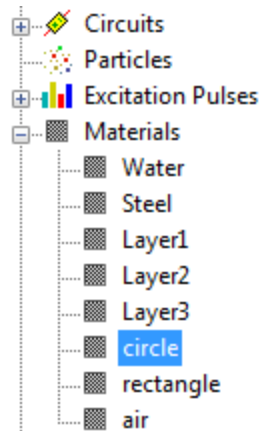 Circuits
Particles
Excitation Pulses
Materials
Water
Steel
Layer1
Layer2
Layer3
circle
rectangle
air